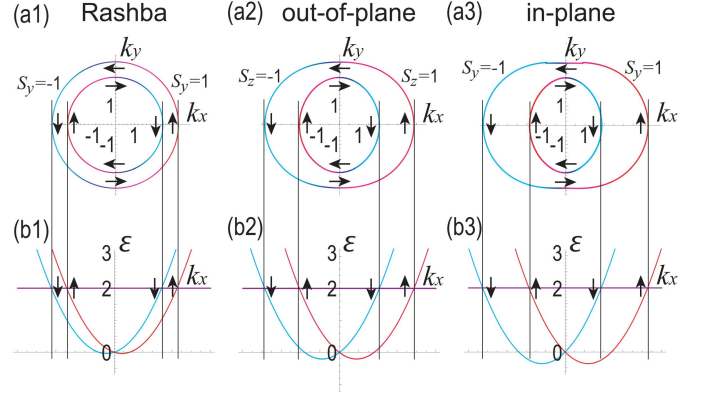 (a1) Rashba (a2) out-of-plane (a3) in-plane
ky ky ky
Sy=-1 Sy=1 Sz=-1 Sz=1 Sy=-1 Sy=1
1 kx 1 kx 1 kx
-1 1 -1 1 -1 1
-1 -1 -1
(b1) ε (b2) ε (b3) ε
3 3 3
kx kx kx
2 2 2
0 0 0